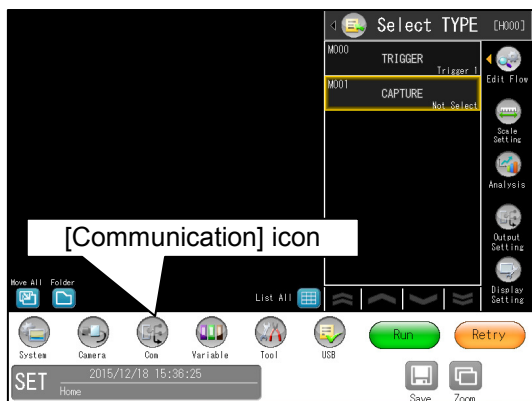 Select TYPE [H000]
M000
TRIGGER
Trigger 1
M001
CAPTURE
Not Select
Edit Flow
Scale
Setting
Analysis
Output
Setting
Display
Setting
[Communication] icon
Move All Folder
List All
System Camera Com Variable Tool USB
Run Retry
SET 2015/12/18 15:36:25
Home
Save Zoom